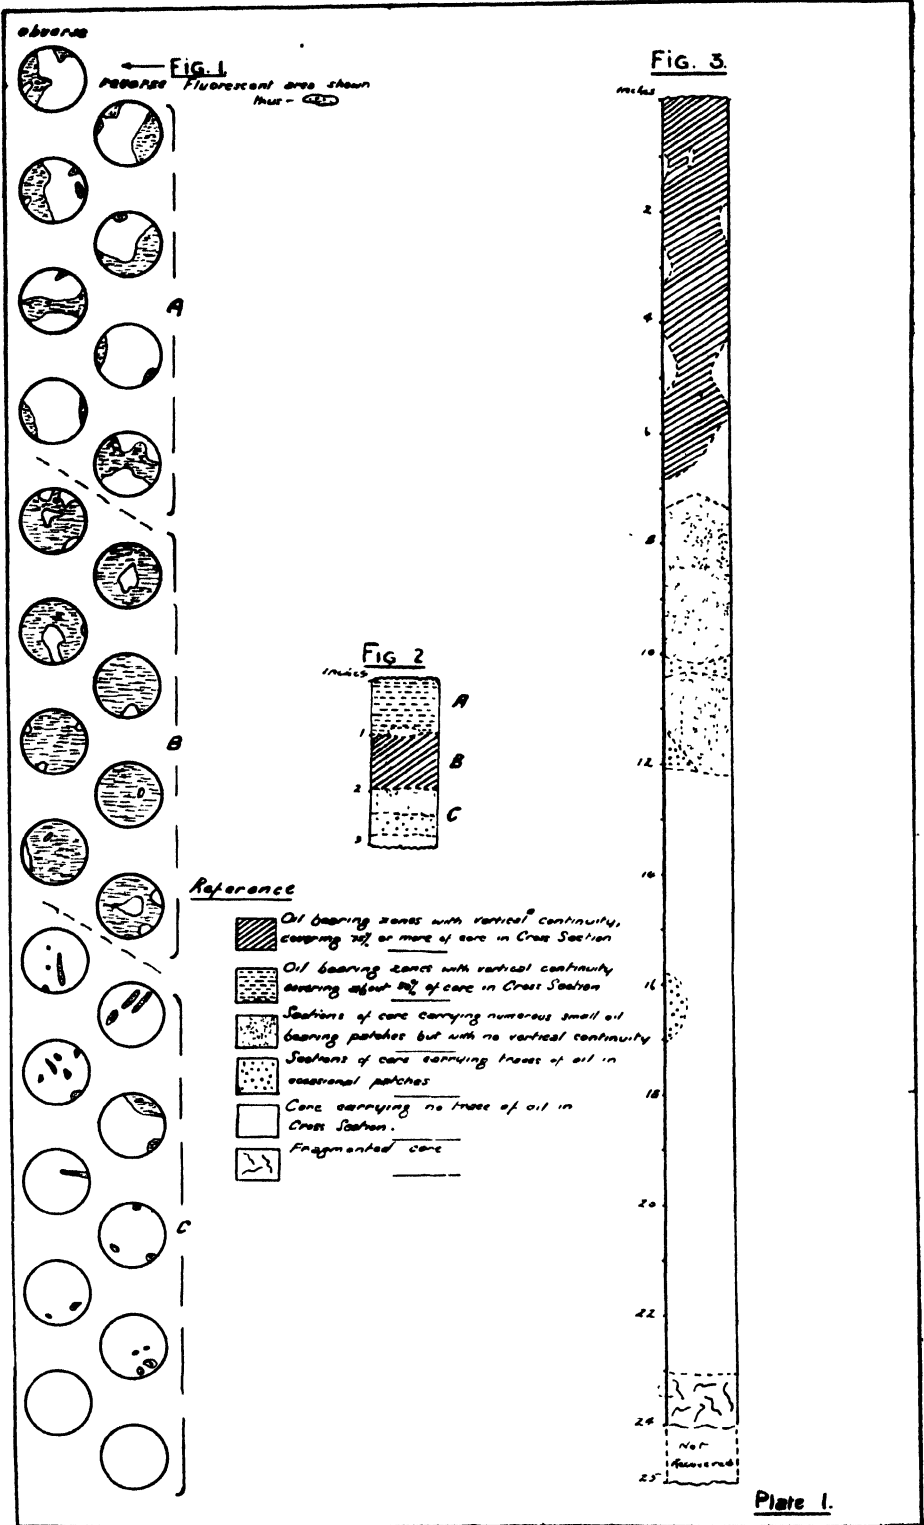 obverse
← FIG. 1
reverse Fluorescent area shown
thus -
A
B
C
FIG 2
inches
1
2
3
A
B
C
Reference
Oil bearing zones with vertical continuity,
covering 75% or more of core in Cross Section
Oil bearing zones with vertical continuity
covering about 50% of core in Cross Section
Sections of core carrying numerous small oil
bearing patches but with no vertical continuity
Sections of core carrying traces of oil in
occasional patches
Core carrying no trace of oil in
Cross Section.
Fragmented core
FIG. 3.
inches
2
4
6
8
10
12
14
16
18
20
22
24
25
Not
Recovered
Plate 1.